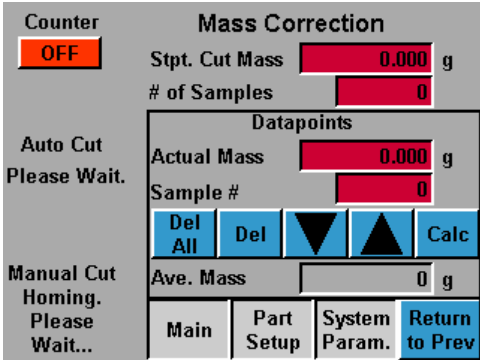 Counter
OFF
Mass Correction
Stpt. Cut Mass 0.000 g
# of Samples 0
Datapoints
Auto Cut
Please Wait.
Actual Mass 0.000 g
Sample # 0
Del
All
Del
Calc
Manual Cut
Homing.
Please
Wait...
Ave. Mass 0 g
Main
Part
Setup
System
Param.
Return
to Prev